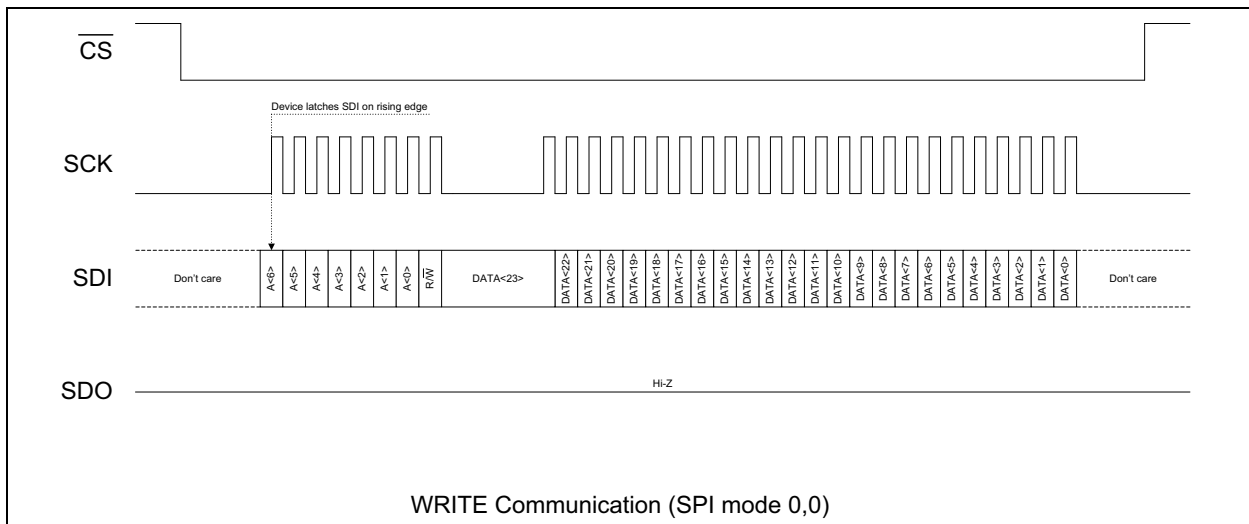 CS
Device latches SDI on rising edge
SCK
SDI
Don't care
A<6>
A<5>
A<4>
A<3>
A<2>
A<1>
A<0>
R/W
DATA<23>
DATA<22>
DATA<21>
DATA<20>
DATA<19>
DATA<18>
DATA<17>
DATA<16>
DATA<15>
DATA<14>
DATA<13>
DATA<12>
DATA<11>
DATA<10>
DATA<9>
DATA<8>
DATA<7>
DATA<6>
DATA<5>
DATA<4>
DATA<3>
DATA<2>
DATA<1>
DATA<0>
Don't care
SDO
Hi-Z
WRITE Communication (SPI mode 0,0)